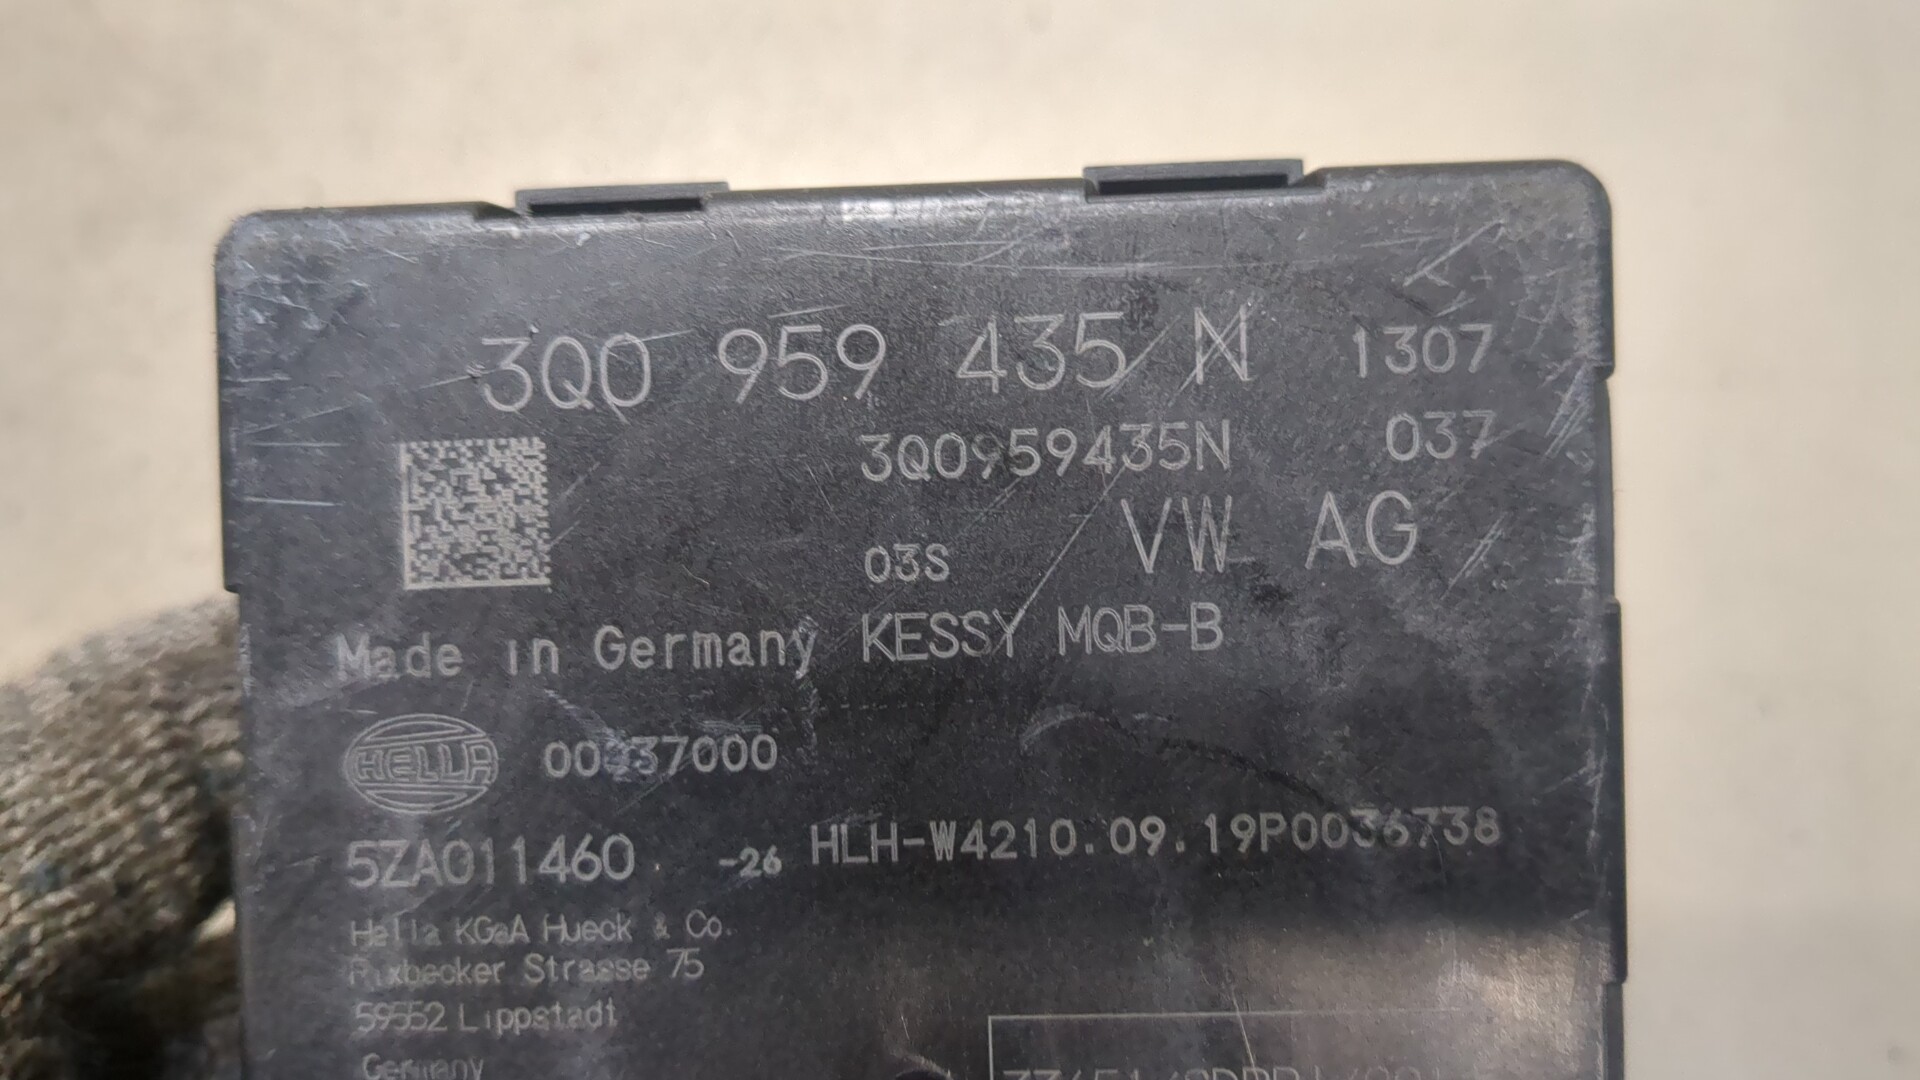 3Q0 959 435 N 1307
3Q0959435N 037
03S VW AG
Made in Germany KESSY MQB-B
HELLA 00237000
5ZA011460 -26 HLH-W4210.09.19P0036738
Hella KGaA Hueck & Co.
Rixbecker Strasse 75
59552 Lippstadt
Germany